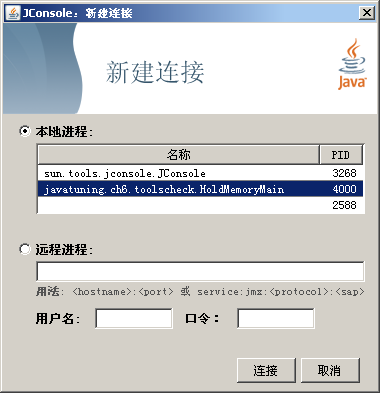 JConsole: 新建连接
新建连接
Java
本地进程:
名称 PID
sun.tools.jconsole.JConsole 3268
javatuning.ch6.toolscheck.HoldMemoryMain 4000
2588
远程进程:
用法: <hostname>:<port> 或 service:jmx:<protocol>:<sap>
用户名: 口令:
连接 取消